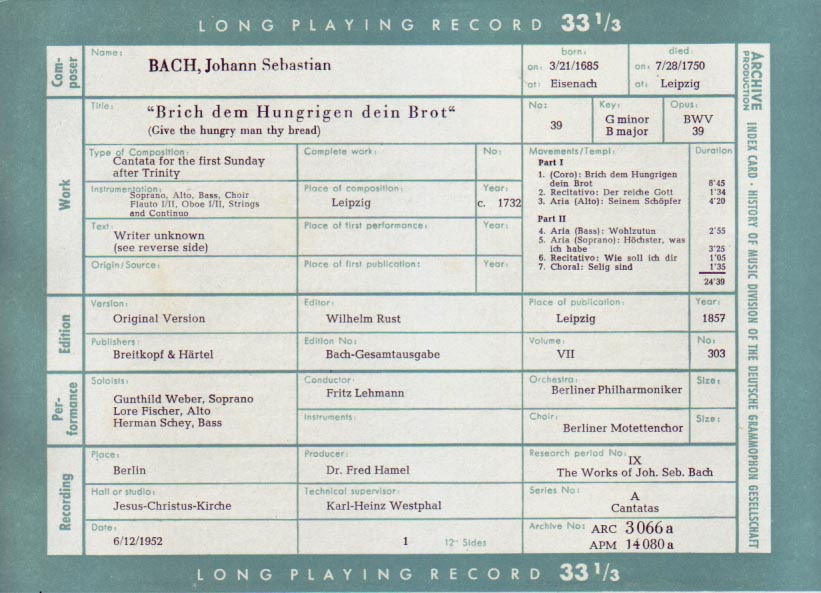 LONG PLAYING RECORD 33 1/3
Composer
Name:
BACH, Johann Sebastian
born:
on: 3/21/1685
at: Eisenach
died:
on: 7/28/1750
at: Leipzig
Work
Title:
"Brich dem Hungrigen dein Brot"
(Give the hungry man thy bread)
No:
39
Key:
G minor
B major
Opus:
BWV
39
Type of Composition:
Cantata for the first Sunday
after Trinity
Complete work:
No:
Instrumentation:
Soprano, Alto, Bass, Choir
Flauto I/II, Oboe I/II, Strings
and Continuo
Place of composition:
Leipzig
Year:
c. 1732
Text:
Writer unknown
(see reverse side)
Place of first performance:
Year:
Origin/Source:
Place of first publication:
Year:
Movements/Tempi:
Duration
Part I
1. (Coro): Brich dem Hungrigen
dein Brot 8'45
2. Recitativo: Der reiche Gott 1'34
3. Aria (Alto): Seinem Schöpfer 4'20
Part II
4. Aria (Bass): Wohlzutun 2'55
5. Aria (Soprano): Höchster, was
ich habe 3'25
6. Recitativo: Wie soll ich dir 1'05
7. Choral: Selig sind 1'35
24'39
Edition
Version:
Original Version
Editor:
Wilhelm Rust
Place of publication:
Leipzig
Year:
1857
Publishers:
Breitkopf & Härtel
Edition No:
Bach-Gesamtausgabe
Volume:
VII
No:
303
Per-
formance
Soloists:
Gunthild Weber, Soprano
Lore Fischer, Alto
Herman Schey, Bass
Conductor:
Fritz Lehmann
Instruments:
Orchestra:
Berliner Philharmoniker
Size:
Choir:
Berliner Motettenchor
Size:
Recording
Place:
Berlin
Producer:
Dr. Fred Hamel
Research period No:
IX
The Works of Joh. Seb. Bach
Hall or studio:
Jesus-Christus-Kirche
Technical supervisor:
Karl-Heinz Westphal
Series No:
A
Cantatas
Date:
6/12/1952
1 12" Sides
Archive No: ARC 3066 a
APM 14080 a
ARCHIVE
PRODUCTION
INDEX CARD · HISTORY OF MUSIC DIVISION OF THE DEUTSCHE GRAMMOPHON GESELLSCHAFT
LONG PLAYING RECORD 33 1/3